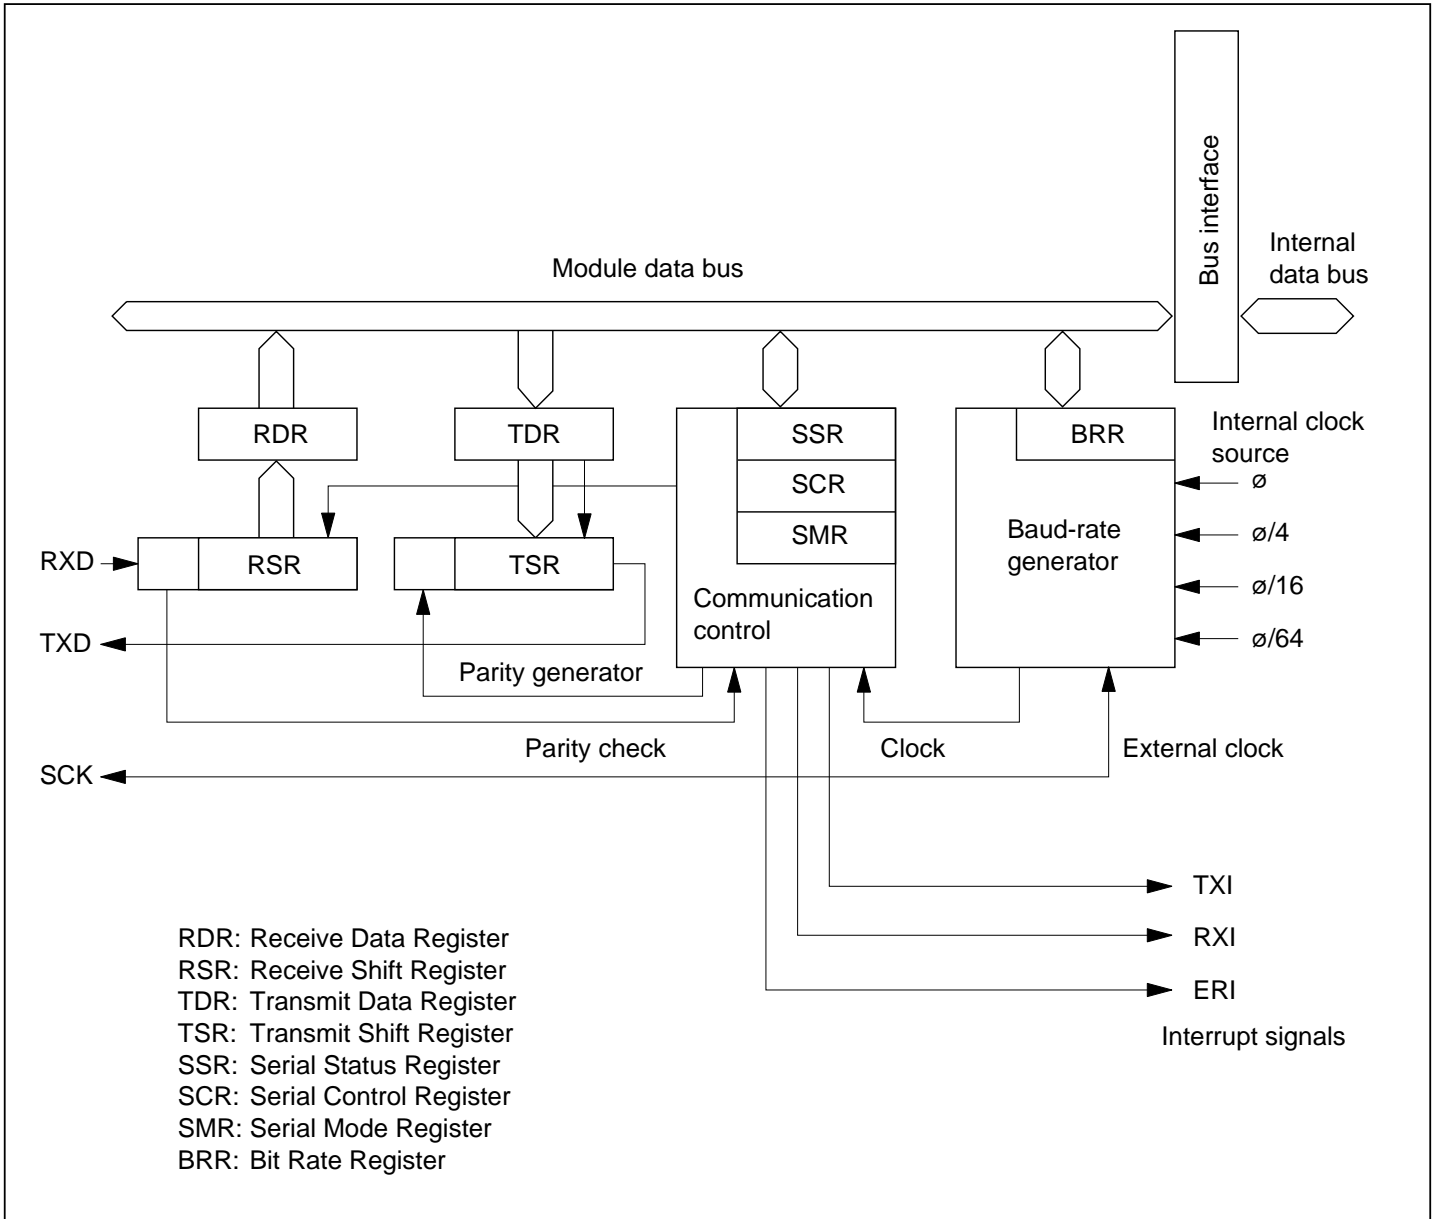 Bus interface
Internal
data bus
Module data bus
RDR
TDR
SSR
SCR
SMR
BRR
Internal clock
source
ø
ø/4
ø/16
ø/64
Baud-rate
generator
RXD
RSR
TSR
Communication
control
TXD
Parity generator
Parity check
Clock
External clock
SCK
TXI
RXI
ERI
Interrupt signals
RDR: Receive Data Register
RSR: Receive Shift Register
TDR: Transmit Data Register
TSR: Transmit Shift Register
SSR: Serial Status Register
SCR: Serial Control Register
SMR: Serial Mode Register
BRR: Bit Rate Register